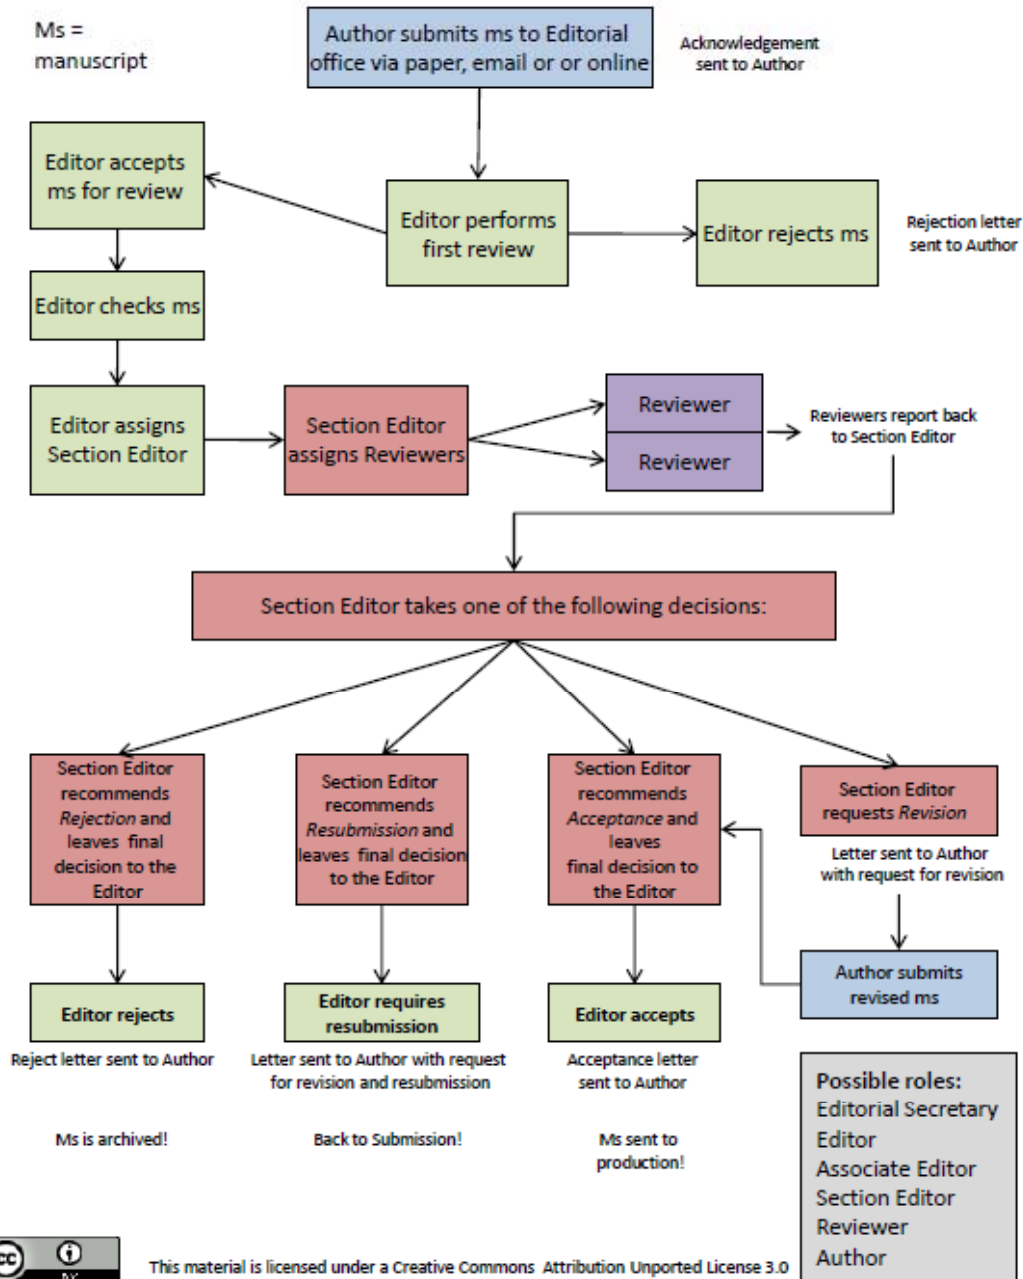 Ms =
manuscript
Author submits ms to Editorial
office via paper, email or or online
Acknowledgement
sent to Author
Editor accepts
ms for review
Editor performs
first review
Editor rejects ms
Rejection letter
sent to Author
Editor checks ms
Editor assigns
Section Editor
Section Editor
assigns Reviewers
Reviewer
Reviewer
Reviewers report back
to Section Editor
Section Editor takes one of the following decisions:
Section Editor
recommends
Rejection and
leaves final
decision to the
Editor
Section Editor
recommends
Resubmission and
leaves final decision
to the Editor
Section Editor
recommends
Acceptance and
leaves
final decision to
the Editor
Section Editor
requests Revision
Letter sent to Author
with request for revision
Author submits
revised ms
Editor rejects
Reject letter sent to Author
Ms is archived!
Editor requires
resubmission
Letter sent to Author with request
for revision and resubmission
Back to Submission!
Editor accepts
Acceptance letter
sent to Author
Ms sent to
production!
Possible roles:
Editorial Secretary
Editor
Associate Editor
Section Editor
Reviewer
Author
cc
This material is licensed under a Creative Commons Attribution Unported License 3.0